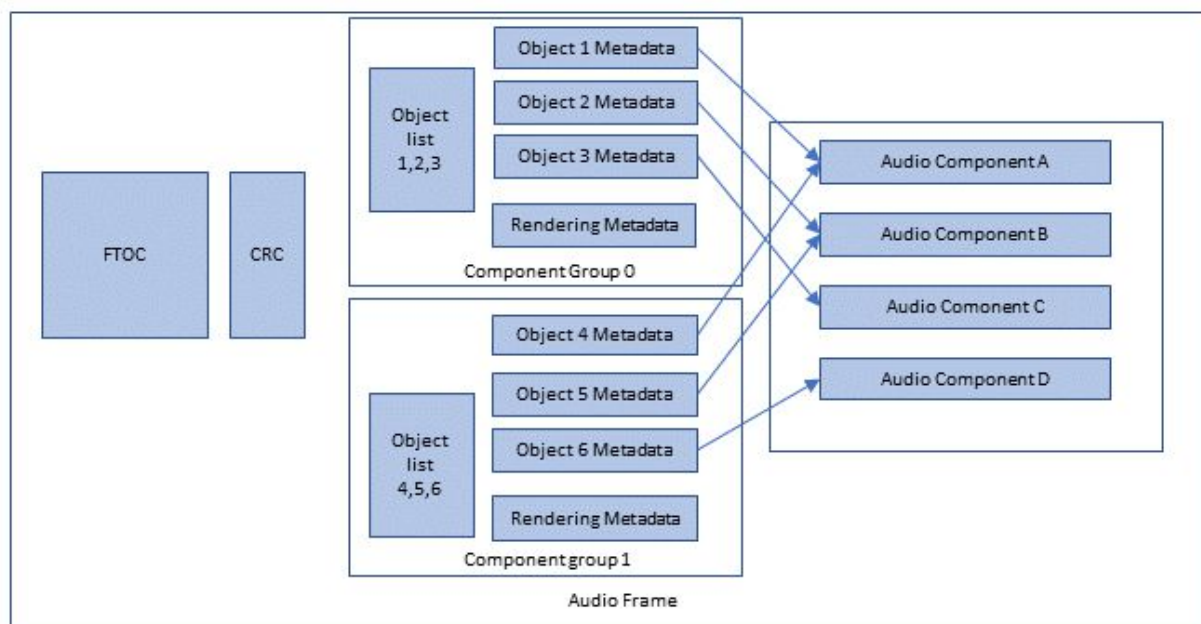 FTOC
CRC
Object
list
1,2,3
Object 1 Metadata
Object 2 Metadata
Object 3 Metadata
Rendering Metadata
Component Group 0
Object
list
4,5,6
Object 4 Metadata
Object 5 Metadata
Object 6 Metadata
Rendering Metadata
Component group 1
Audio Component A
Audio Component B
Audio Comonent C
Audio Component D
Audio Frame